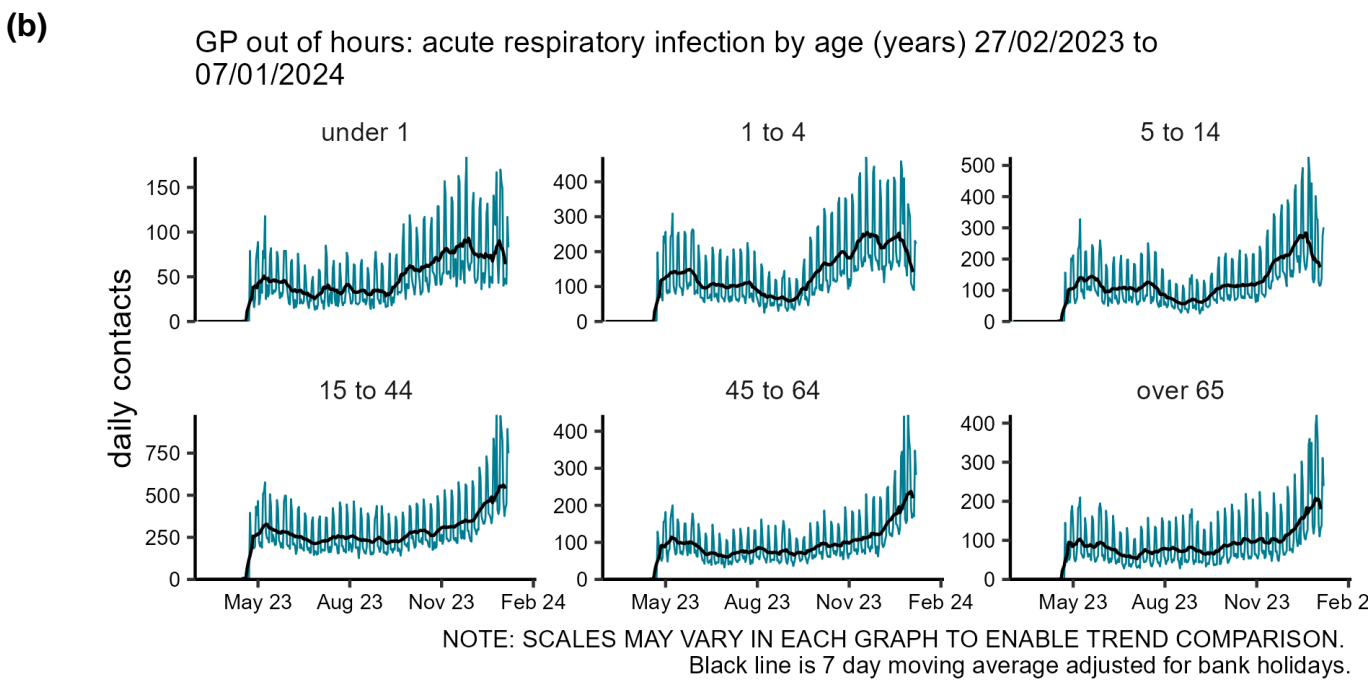 (b)
GP out of hours: acute respiratory infection by age (years) 27/02/2023 to
07/01/2024
daily contacts
under 1
150
100
50
0
1 to 4
400
300
200
100
0
5 to 14
500
400
300
200
100
0
15 to 44
750
500
250
0
May 23 Aug 23 Nov 23 Feb 24
45 to 64
400
300
200
100
0
May 23 Aug 23 Nov 23 Feb 24
over 65
400
300
200
100
0
May 23 Aug 23 Nov 23 Feb 2
NOTE: SCALES MAY VARY IN EACH GRAPH TO ENABLE TREND COMPARISON.
Black line is 7 day moving average adjusted for bank holidays.